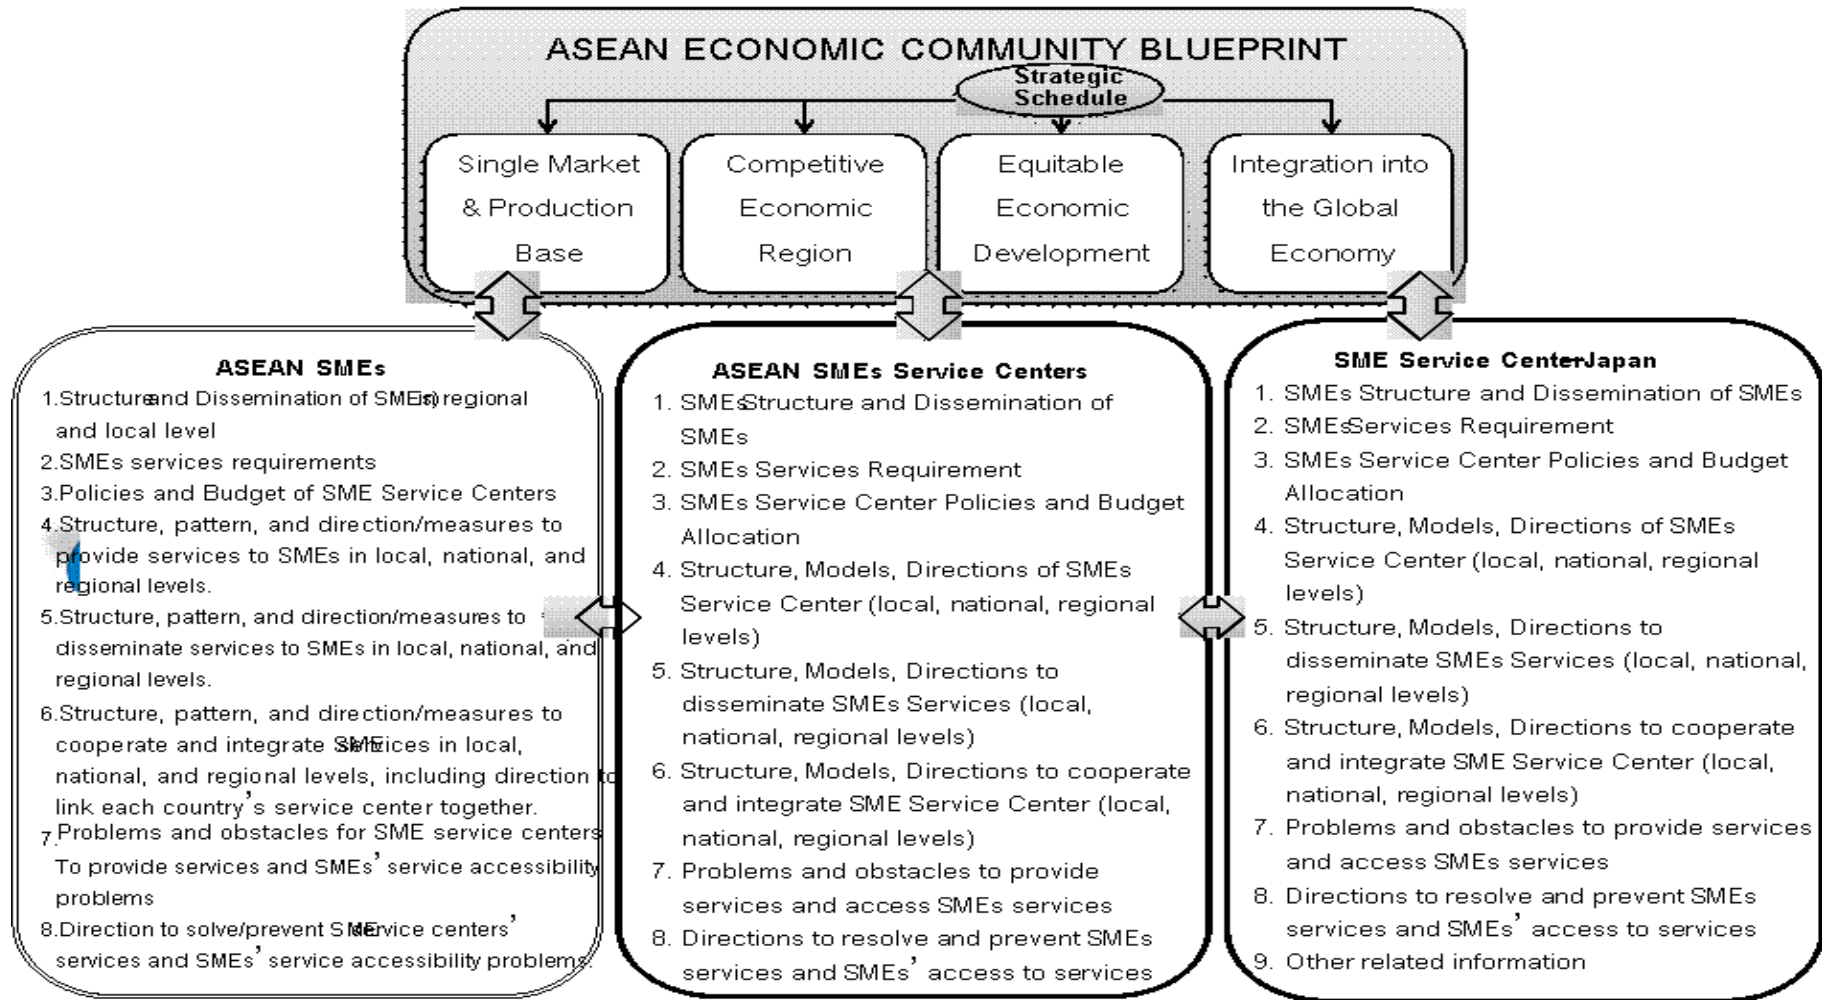 ASEAN ECONOMIC COMMUNITY BLUEPRINT
Strategic
Schedule
Single Market
& Production
Base
Competitive
Economic
Region
Equitable
Economic
Development
Integration into
the Global
Economy
ASEAN SMEs
1.Structure and Dissemination of SMEs regional
and local level
2.SMEs services requirements
3.Policies and Budget of SME Service Centers
4.Structure, pattern, and direction/measures to
provide services to SMEs in local, national, and
regional levels.
5.Structure, pattern, and direction/measures to
disseminate services to SMEs in local, national, and
regional levels.
6.Structure, pattern, and direction/measures to
cooperate and integrate in local,
national, and regional levels, including direction to
link each country's service center together.
7.Problems and obstacles for SME service centers
To provide services and SMEs' service accessibility
problems
8.Direction to solve/prevent centers'
services and SMEs' service accessibility problems.
ASEAN SMEs Service Centers
1. SMEs Structure and Dissemination of
SMEs
2. SMEs Services Requirement
3. SMEs Service Center Policies and Budget
Allocation
4. Structure, Models, Directions of SMEs
Service Center (local, national, regional
levels)
5. Structure, Models, Directions to
disseminate SMEs Services (local,
national, regional levels)
6. Structure, Models, Directions to cooperate
and integrate SME Service Center (local,
national, regional levels)
7. Problems and obstacles to provide
services and access SMEs services
8. Directions to resolve and prevent SMEs
services and SMEs' access to services
SME Service Center-Japan
1. SMEs Structure and Dissemination of SMEs
2. SMEs Services Requirement
3. SMEs Service Center Policies and Budget
Allocation
4. Structure, Models, Directions of SMEs
Service Center (local, national, regional
levels)
5. Structure, Models, Directions to
disseminate SMEs Services (local, national,
regional levels)
6. Structure, Models, Directions to cooperate
and integrate SME Service Center (local,
national, regional levels)
7. Problems and obstacles to provide services
and access SMEs services
8. Directions to resolve and prevent SMEs
services and SMEs' access to services
9. Other related information